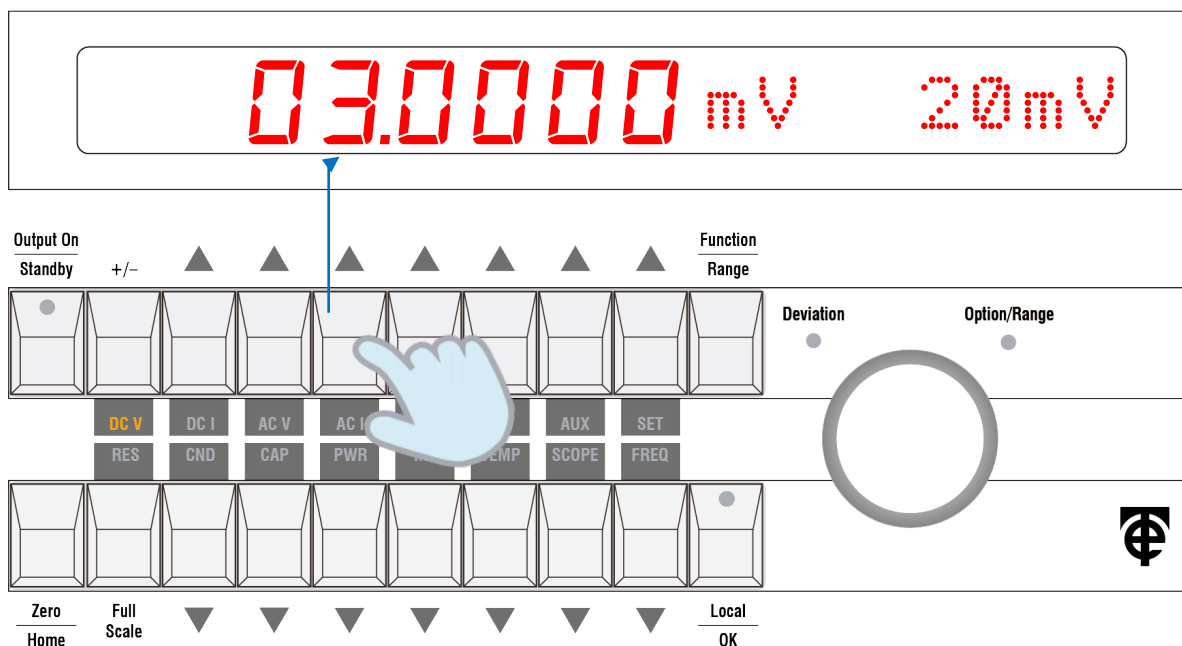 03.0000 mV 20mV
Output On
Standby
+/−
Function
Range
Deviation
Option/Range
DC V DC I AC V AC I AUX SET
RES CND CAP PWR SCOPE FREQ
Zero
Home
Full
Scale
Local
OK